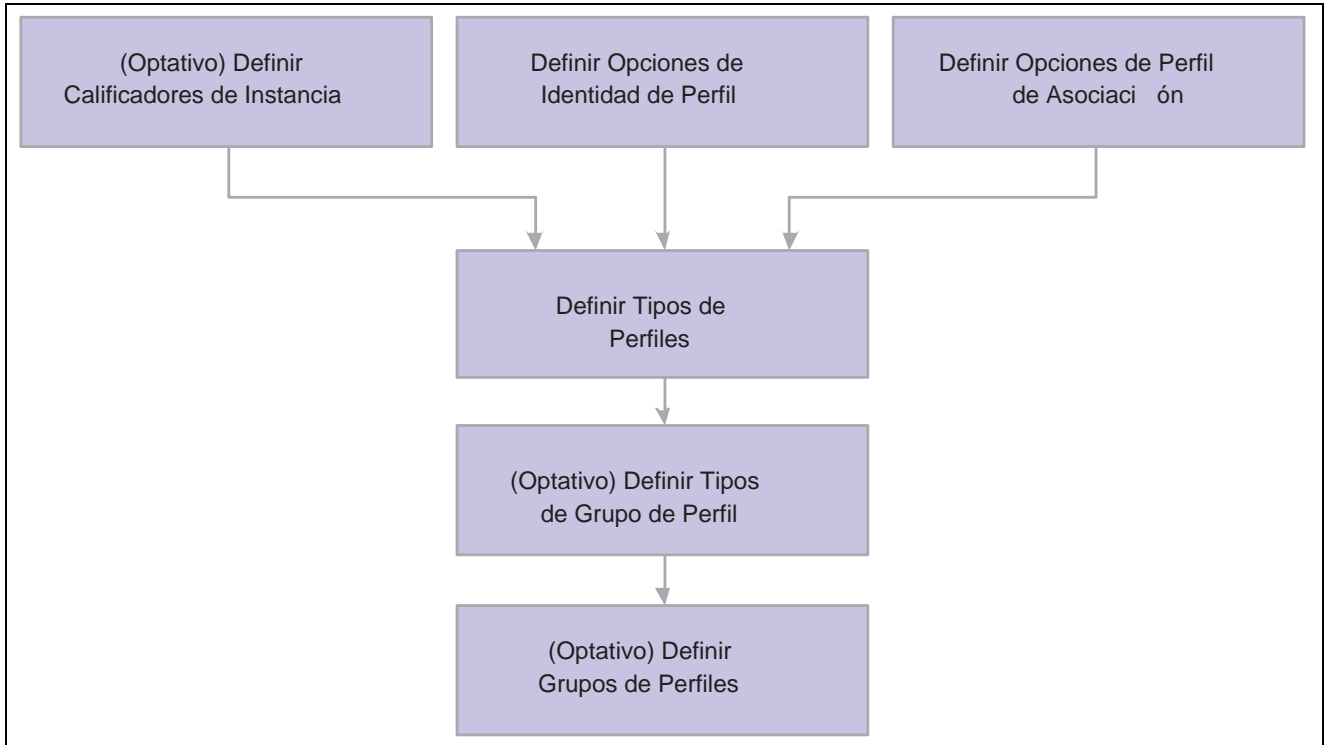 (Optativo) Definir
Calificadores de Instancia
Definir Opciones de
Identidad de Perfil
Definir Opciones de Perfil
de Asociaci ón
Definir Tipos de
Perfiles
(Optativo) Definir Tipos
de Grupo de Perfil
(Optativo) Definir
Grupos de Perfiles